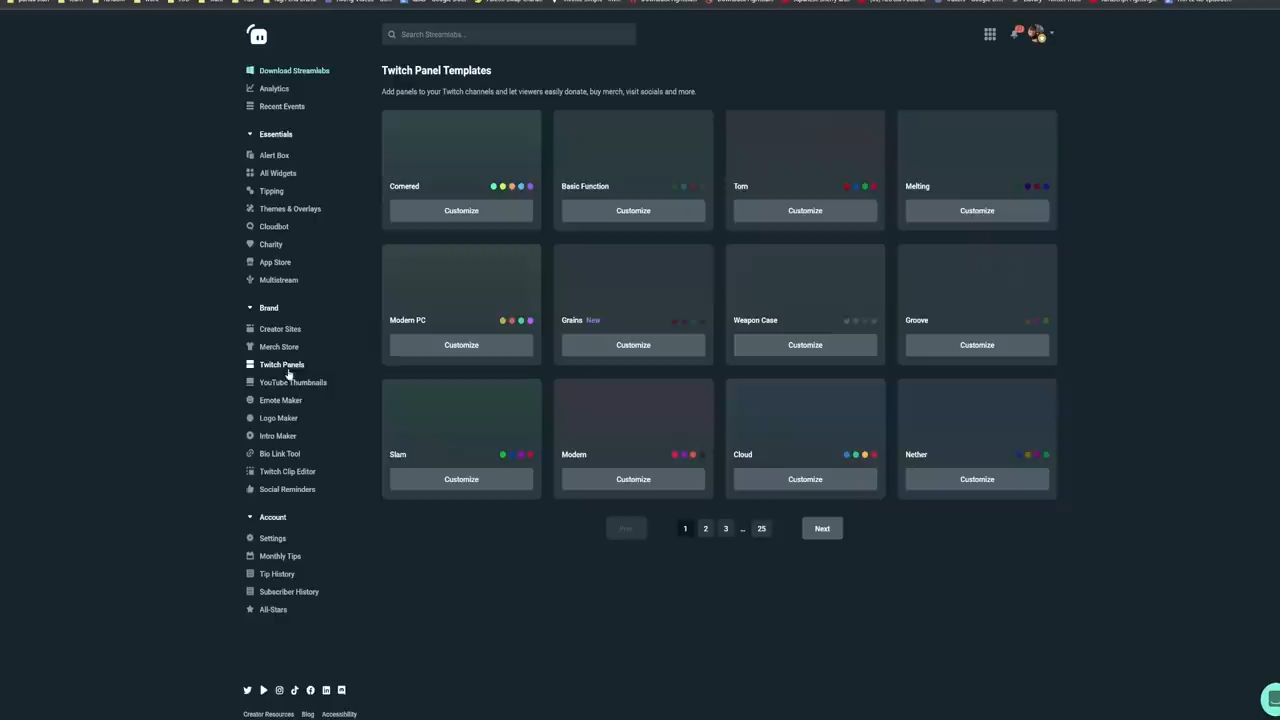 Search Streamlabs...
Download Streamlabs
Analytics
Recent Events
Essentials
Alert Box
All Widgets
Tipping
Themes & Overlays
Cloudbot
Charity
App Store
Multistream
Brand
Creator Sites
Merch Store
Twitch Panels
YouTube Thumbnails
Emote Maker
Logo Maker
Intro Maker
Bio Link Tool
Twitch Clip Editor
Social Reminders
Account
Settings
Monthly Tips
Tip History
Subscriber History
All-Stars
Creator Resources Blog Accessibility
Twitch Panel Templates
Add panels to your Twitch channels and let viewers easily donate, buy merch, visit socials and more.
Cornered
Customize
Basic Function
Customize
Torn
Customize
Melting
Customize
Modern PC
Customize
Grains New
Customize
Weapon Case
Customize
Groove
Customize
Slam
Customize
Modern
Customize
Cloud
Customize
Nether
Customize
Prev 1 2 3 ... 25 Next